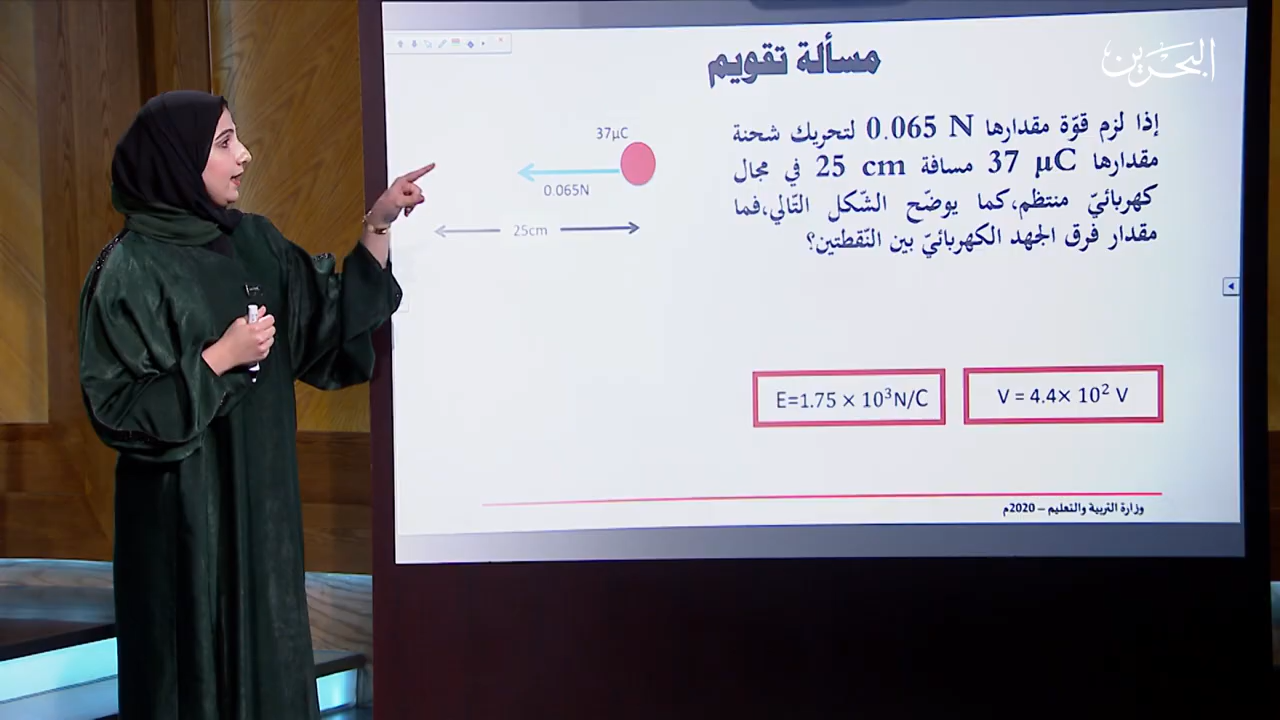 البحرين
مسألة تقويم
إذا لزم قوّة مقدارها 0.065 N لتحريك شحنة
مقدارها 37 µC مسافة 25 cm في مجال
كهربائيّ منتظم،كما يوضّح الشّكل التّالي،فما
مقدار فرق الجهد الكهربائيّ بين النّقطتين؟
37µC
0.065N
25cm
V = 4.4× 10² V
E=1.75 × 10³N/C
وزارة التربية والتعليم – 2020م